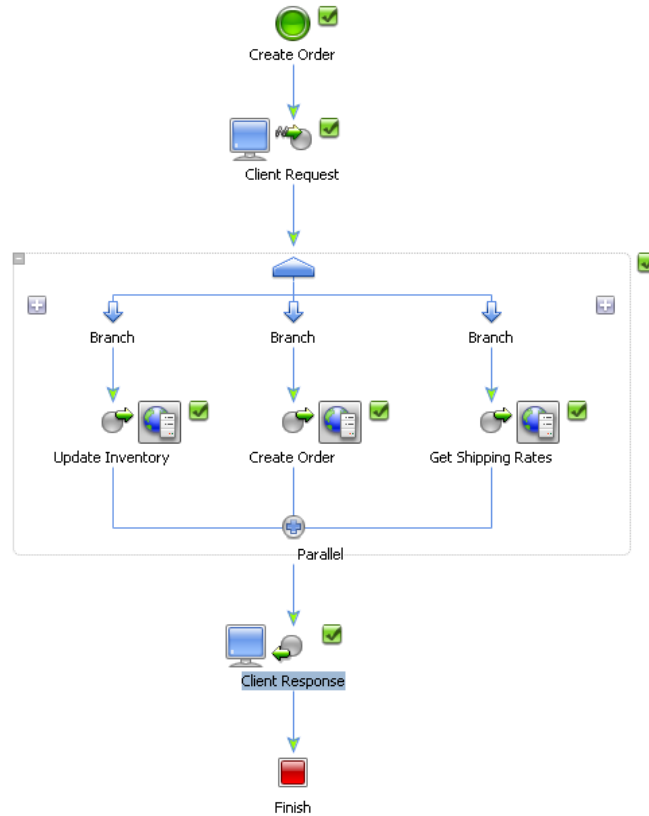 Create Order
Client Request
Branch
Branch
Branch
Update Inventory
Create Order
Get Shipping Rates
Parallel
Client Response
Finish